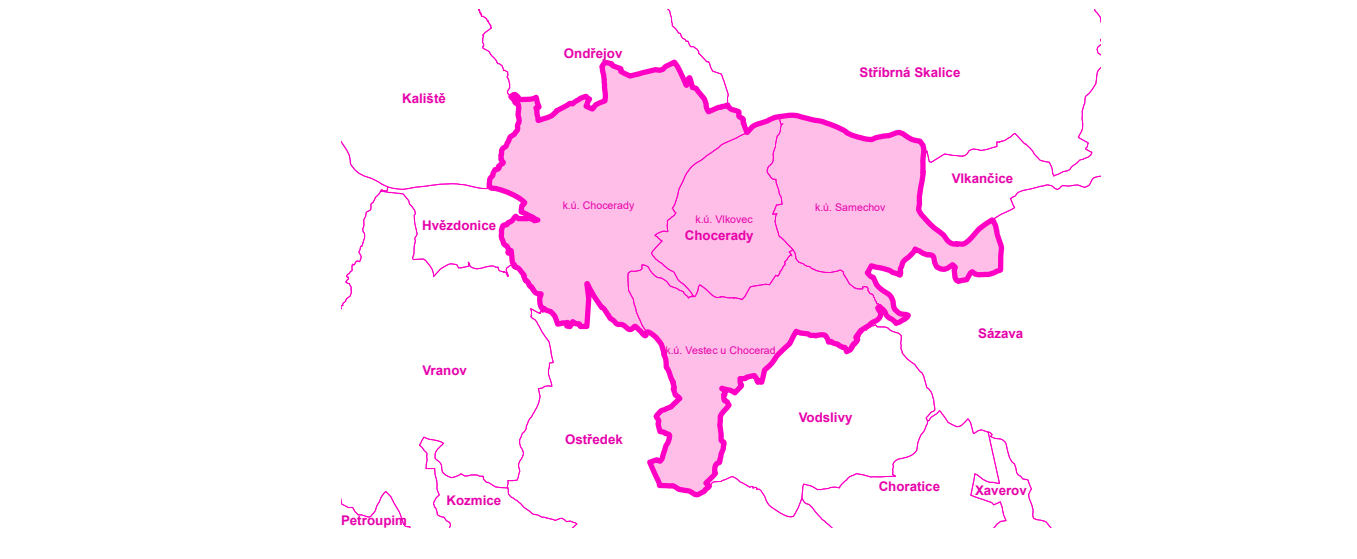 Ondřejov
Stříbrná Skalice
Kaliště
Vlkančice
k.ú. Chocerady
k.ú. Samechov
k.ú. Vlkovec
Hvězdonice
Chocerady
Sázava
k.ú. Vestec u Chocerad
Vranov
Vodslivy
Ostředek
Choratice
Xaverov
Kozmice
Petroupim